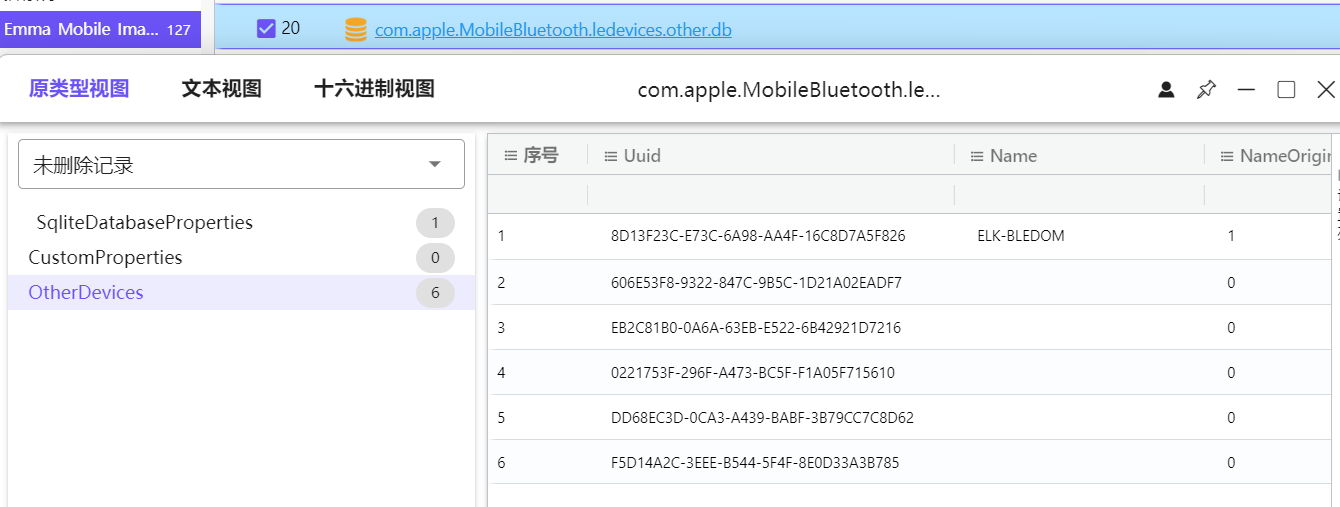 Emma Mobile Ima... 127
20 com.apple.MobileBluetooth.ledevices.other.db
原类型视图 文本视图 十六进制视图 com.apple.MobileBluetooth.le...
未删除记录
SqliteDatabaseProperties 1
CustomProperties 0
OtherDevices 6
序号 Uuid Name NameOrigin
1 8D13F23C-E73C-6A98-AA4F-16C8D7A5F826 ELK-BLEDOM 1
2 606E53F8-9322-847C-9B5C-1D21A02EADF7 0
3 EB2C81B0-0A6A-63EB-E522-6B42921D7216 0
4 0221753F-296F-A473-BC5F-F1A05F715610 0
5 DD68EC3D-0CA3-A439-BABF-3B79CC7C8D62 0
6 F5D14A2C-3EEE-B544-5F4F-8E0D33A3B785 0